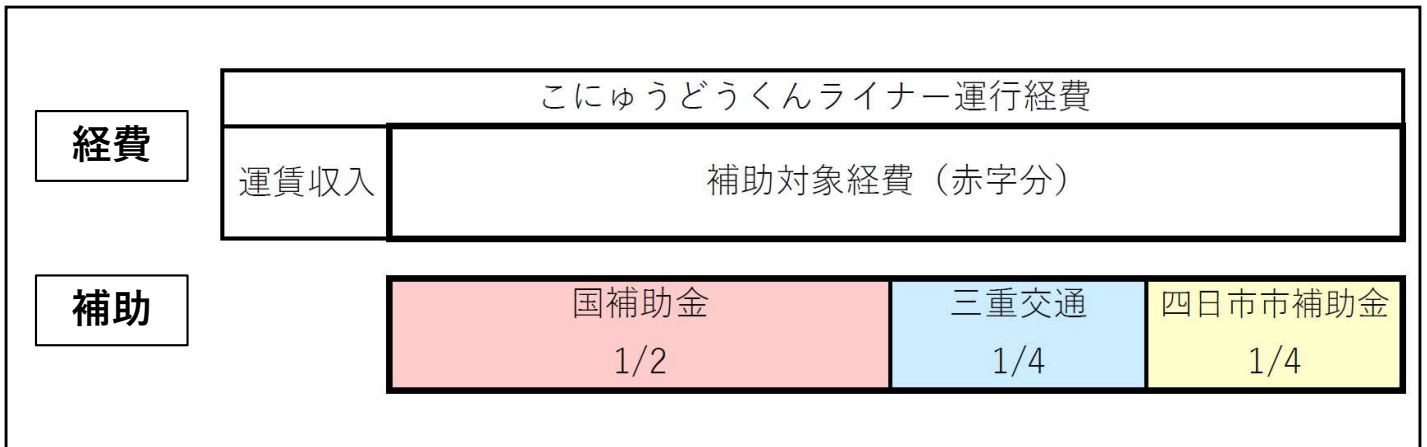 こにゅうどうくんライナー運行経費
経費
運賃収入
補助対象経費（赤字分）
補助
国補助金
1/2
三重交通
1/4
四日市市補助金
1/4